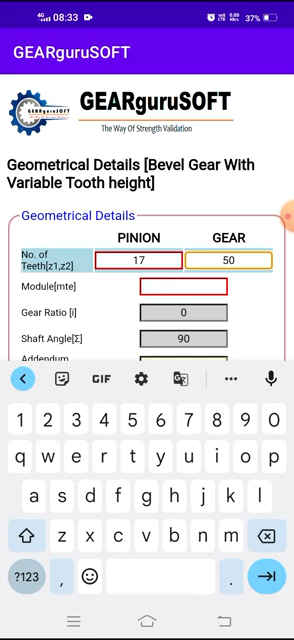 4G 08:33 37%
GEARguruSOFT
GEARguruSOFT
GEARguruSOFT
The Way Of Strength Validation
Geometrical Details [Bevel Gear With
Variable Tooth height]
Geometrical Details
PINION GEAR
No. of
Teeth[z1,z2] 17 50
Module[mte]
Gear Ratio [i] 0
Shaft Angle[Σ] 90
Addendum
GIF
1 2 3 4 5 6 7 8 9 0
q w e r t y u i o p
a s d f g h j k l
z x c v b n m
?123 , .